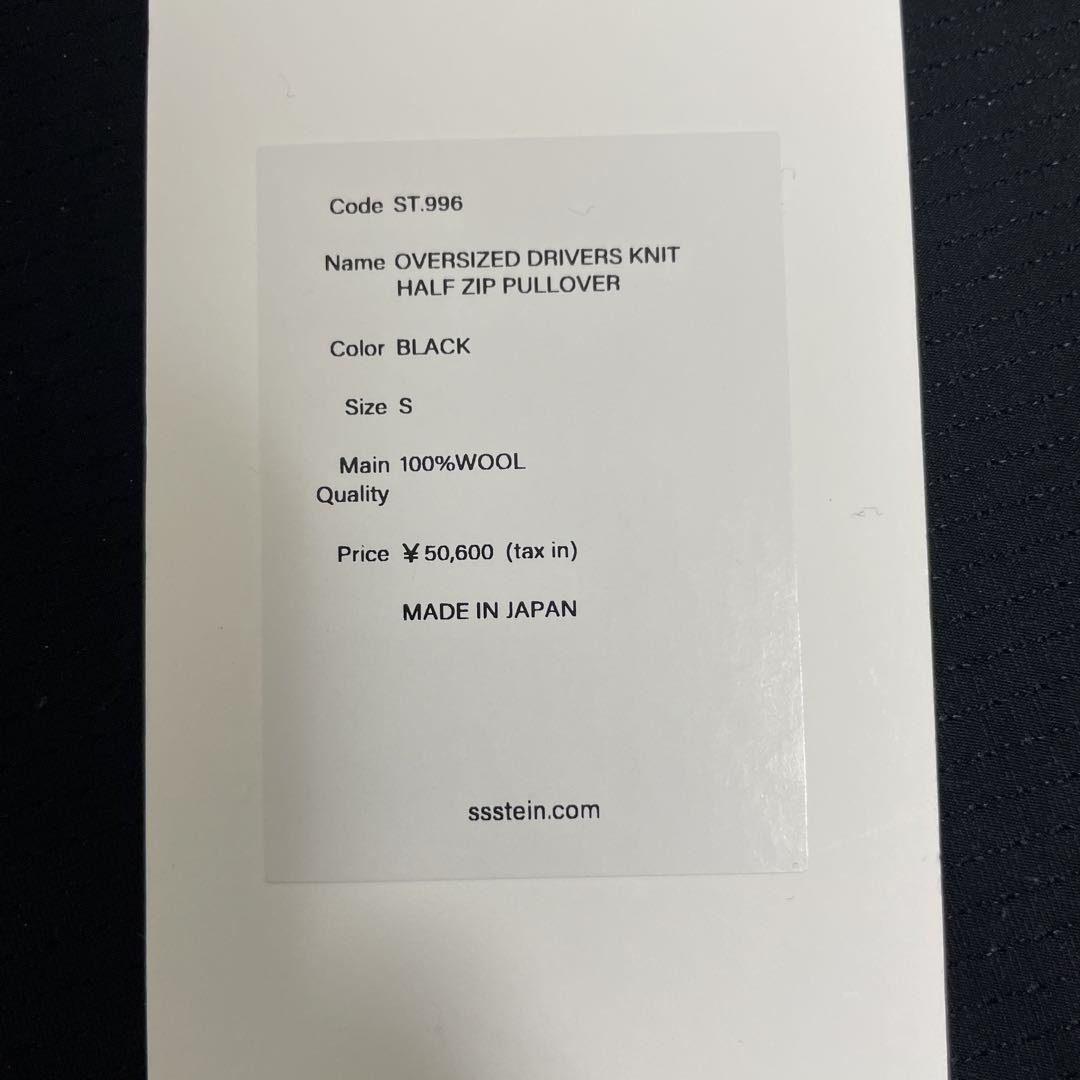 Code ST.996
Name OVERSIZED DRIVERS KNIT
HALF ZIP PULLOVER
Color BLACK
Size S
Main 100%WOOL
Quality
Price ¥50,600 (tax in)
MADE IN JAPAN
ssstein.com